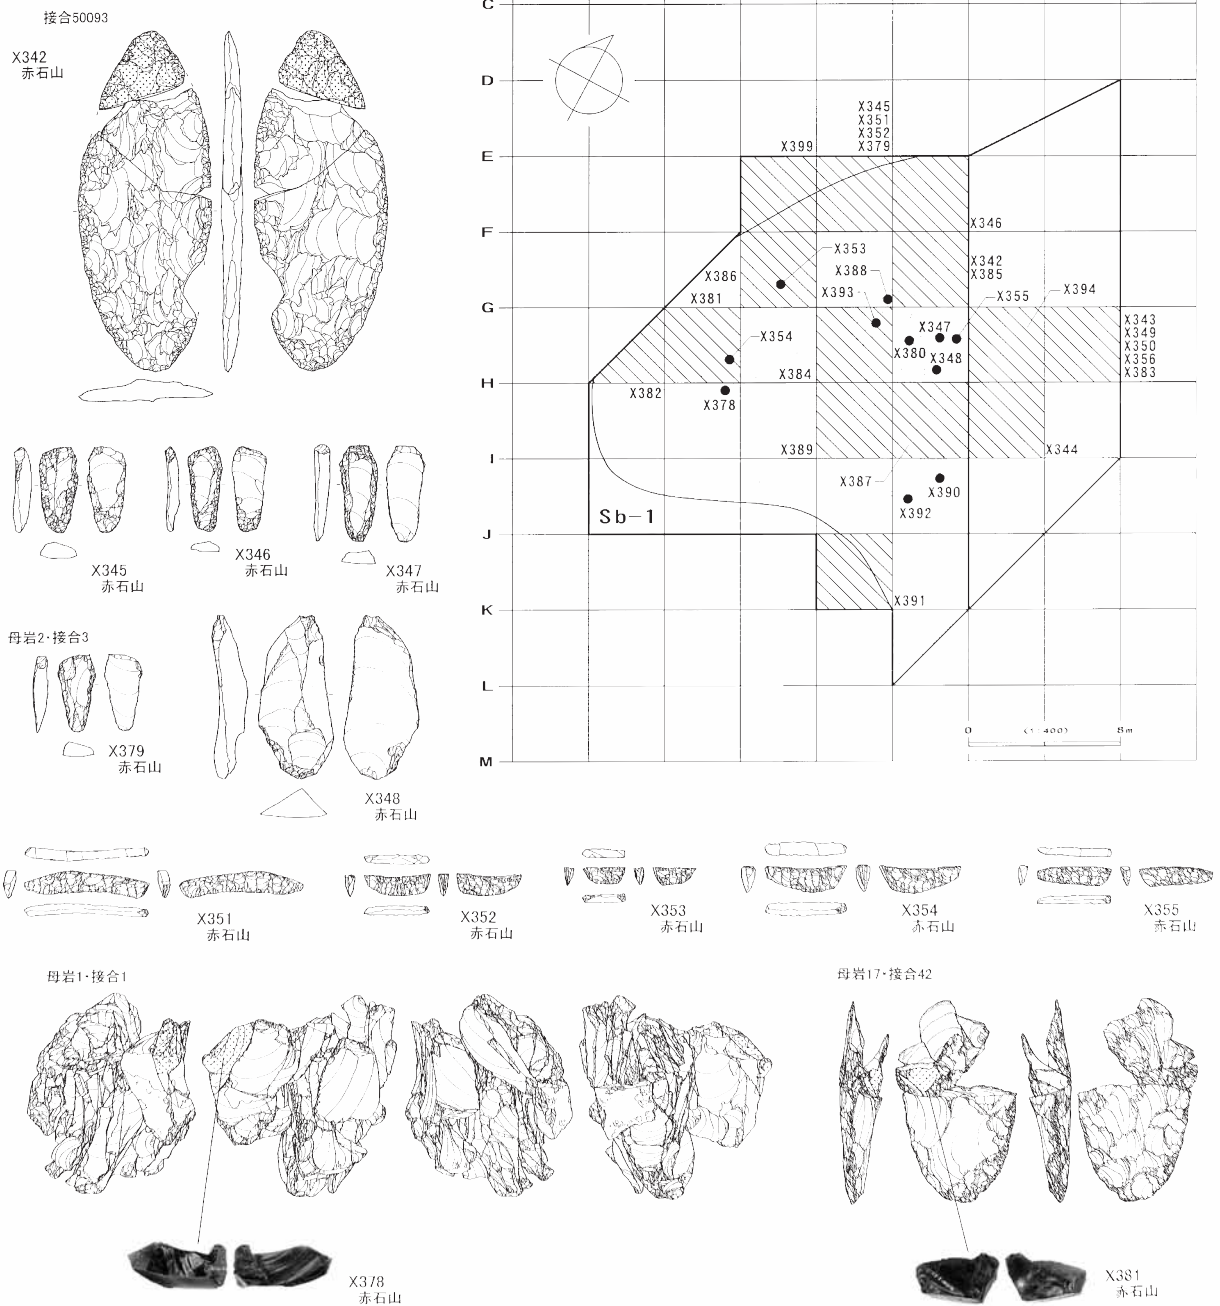 接合50093
X342
赤石山
X345
赤石山
X346
赤石山
X347
赤石山
母岩2・接合3
X379
赤石山
X348
赤石山
C
D
E
F
G
H
I
J
K
L
M
X345
X351
X352
X379
X399
X346
X353
X342
X385
X386
X388
X381
X393
X355
X394
X347
X354
X380
X348
X343
X349
X350
X356
X383
X384
X382
X378
X389
X344
X387
X390
X392
Sb-1
X391
0 (1:400) 8m
X351
赤石山
X352
赤石山
X353
赤石山
X354
赤石山
X355
赤石山
母岩1・接合1
母岩17・接合42
X378
赤石山
X381
赤石山